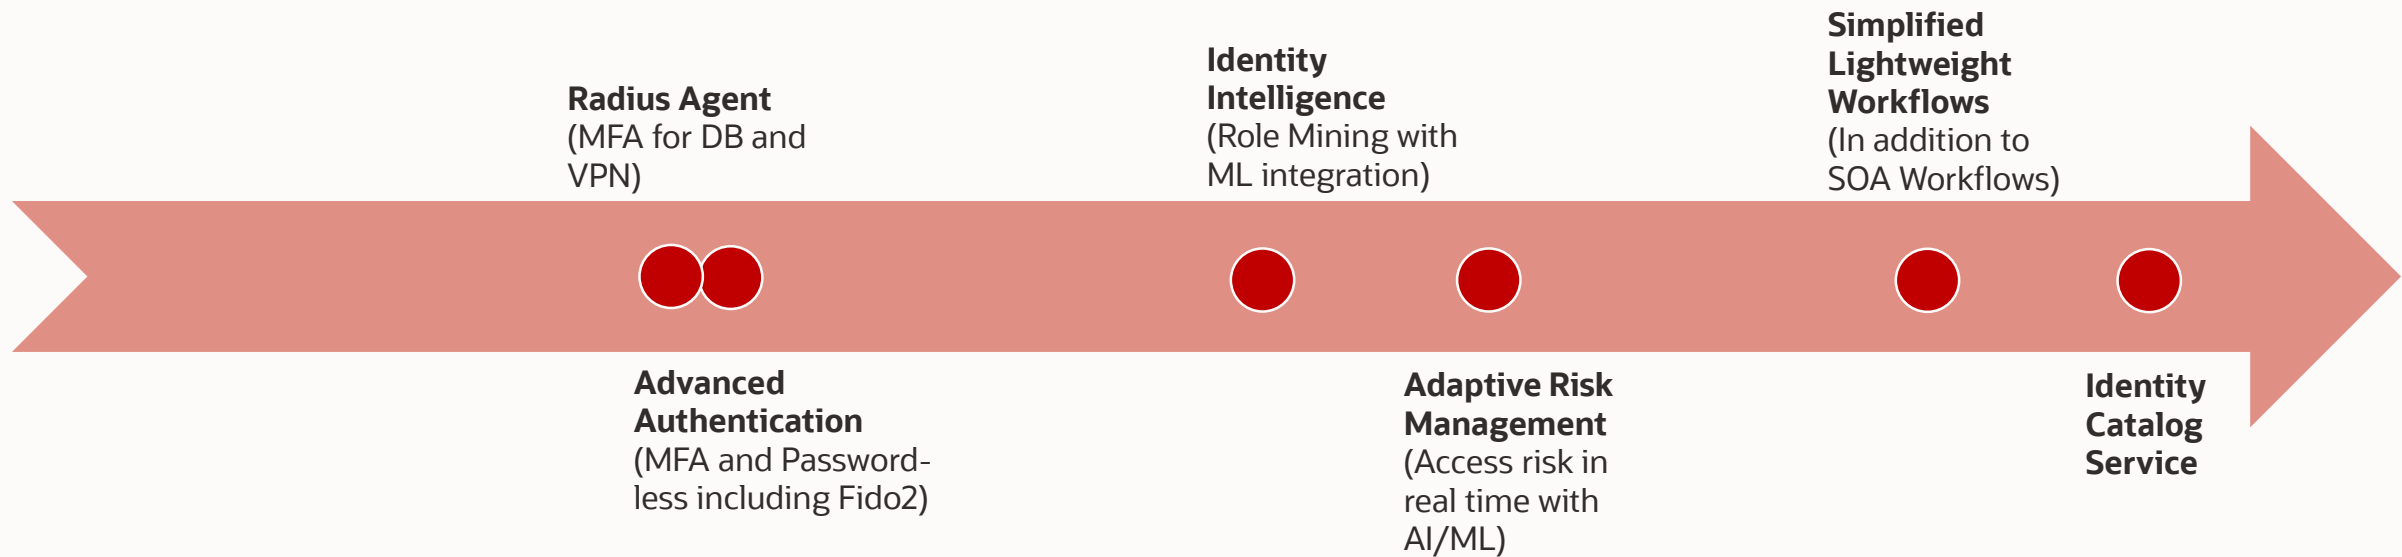 Radius Agent
(MFA for DB and
VPN)
Advanced
Authentication
(MFA and Password-
less including Fido2)
Identity
Intelligence
(Role Mining with
ML integration)
Adaptive Risk
Management
(Access risk in
real time with
AI/ML)
Simplified
Lightweight
Workflows
(In addition to
SOA Workflows)
Identity
Catalog
Service